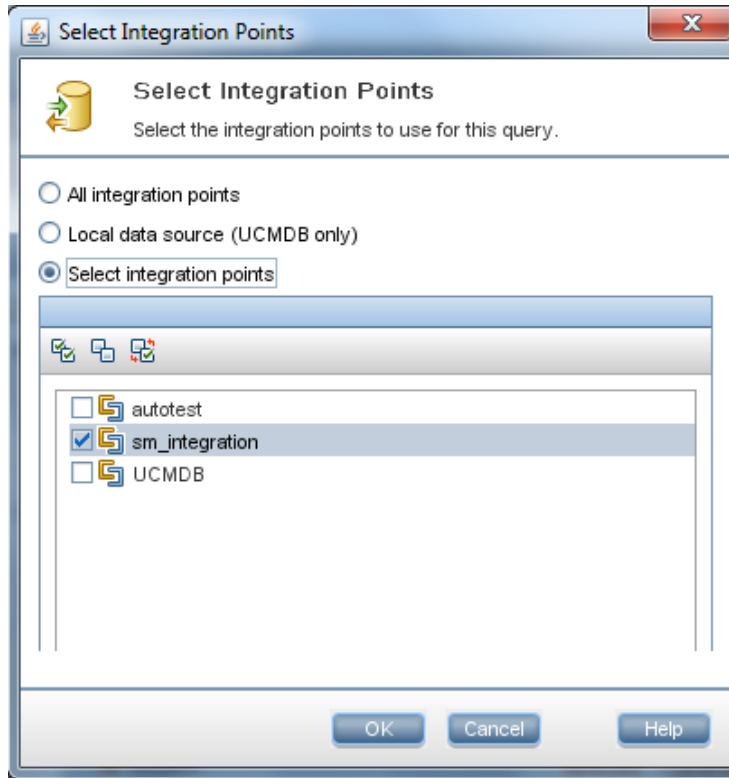 Select Integration Points
Select Integration Points
Select the integration points to use for this query.
All integration points
Local data source (UCMDB only)
Select integration points
autotest
sm_integration
UCMDB
OK Cancel Help